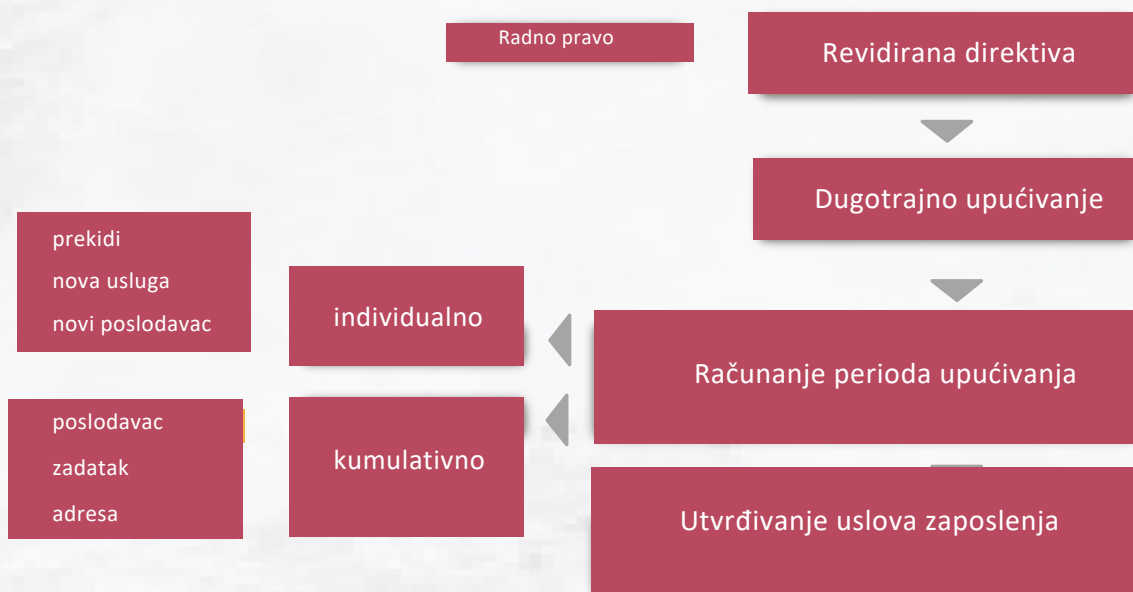 Radno pravo
Revidirana direktiva
Dugotrajno upućivanje
prekidi
nova usluga
novi poslodavac
individualno
Računanje perioda upućivanja
poslodavac
zadatak
adresa
kumulativno
Utvrđivanje uslova zaposlenja